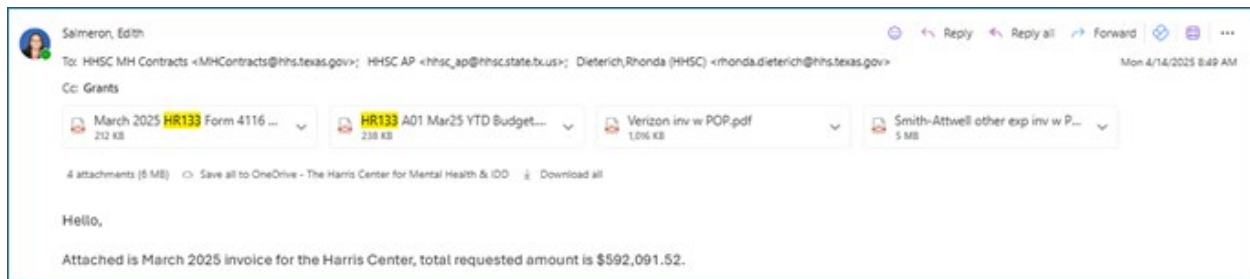 Salmeron, Edith
Reply Reply all Forward
To: HHSC MH Contracts <MHContracts@hhs.texas.gov>; HHSC AP <hhsc_ap@hhsc.state.tx.us>; Dieterich,Rhonda (HHSC) <rhonda.dieterich@hhs.texas.gov>
Mon 4/14/2025 8:49 AM
Cc: Grants
March 2025 HR133 Form 4116 ...
212 KB
HR133 A01 Mar25 YTD Budget....
238 KB
Verizon inv w POP.pdf
1,016 KB
Smith-Attwell other exp inv w P...
5 MB
4 attachments (6 MB) Save all to OneDrive - The Harris Center for Mental Health & IDD Download all
Hello,
Attached is March 2025 invoice for the Harris Center, total requested amount is $592,091.52.